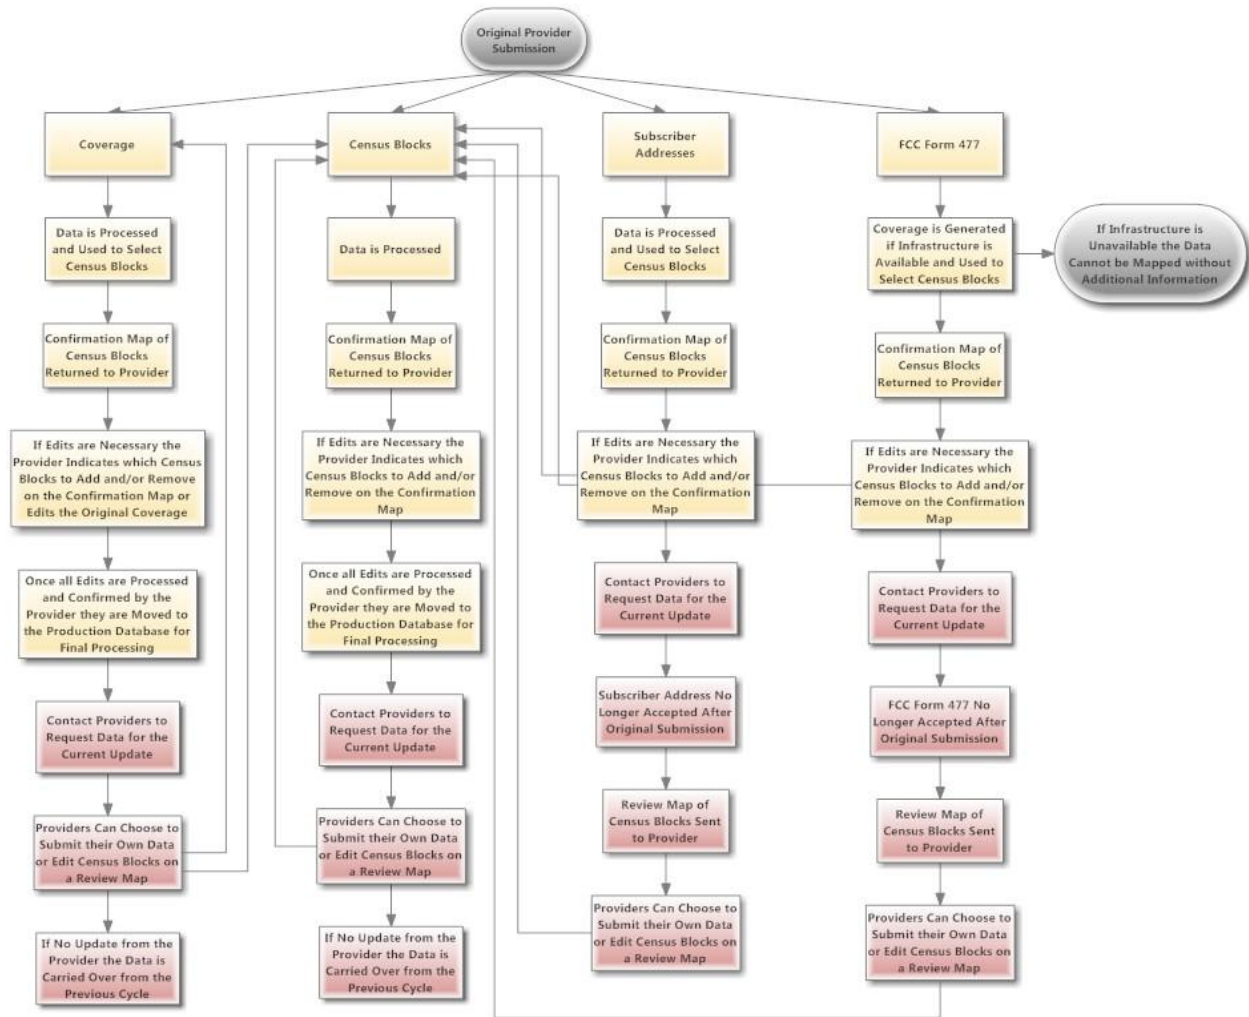 Original Provider
Submission
Coverage
Data is Processed
and Used to Select
Census Blocks
Confirmation Map of
Census Blocks
Returned to Provider
If Edits are Necessary the
Provider Indicates which Census
Blocks to Add and/or Remove
on the Confirmation Map or
Edits the Original Coverage
Once all Edits are Processed
and Confirmed by the
Provider they are Moved to
the Production Database for
Final Processing
Contact Providers to
Request Data for the
Current Update
Providers Can Choose to
Submit their Own Data
or Edit Census Blocks on
a Review Map
If No Update from the
Provider the Data is
Carried Over from the
Previous Cycle
Census Blocks
Data is Processed
Confirmation Map of
Census Blocks
Returned to Provider
If Edits are Necessary the
Provider Indicates which
Census Blocks to Add and/or
Remove on the Confirmation
Map
Once all Edits are Processed
and Confirmed by the
Provider they are Moved to
the Production Database for
Final Processing
Contact Providers to
Request Data for the
Current Update
Providers Can Choose to
Submit their Own Data
or Edit Census Blocks on
a Review Map
If No Update from the
Provider the Data is
Carried Over from the
Previous Cycle
Subscriber
Addresses
Data is Processed
and Used to Select
Census Blocks
Confirmation Map of
Census Blocks
Returned to Provider
If Edits are Necessary the
Provider Indicates which
Census Blocks to Add and/or
Remove on the Confirmation
Map
Contact Providers to
Request Data for the
Current Update
Subscriber Address No
Longer Accepted After
Original Submission
Review Map of
Census Blocks Sent
to Provider
Providers Can Choose to
Submit their Own Data
or Edit Census Blocks on
a Review Map
FCC Form 477
Coverage is Generated
if Infrastructure is
Available and Used to
Select Census Blocks
If Infrastructure is
Unavailable the Data
Cannot be Mapped without
Additional Information
Confirmation Map of
Census Blocks
Returned to Provider
If Edits are Necessary the
Provider Indicates which
Census Blocks to Add and/or
Remove on the Confirmation
Map
Contact Providers to
Request Data for the
Current Update
FCC Form 477 No
Longer Accepted After
Original Submission
Review Map of
Census Blocks Sent
to Provider
Providers Can Choose to
Submit their Own Data
or Edit Census Blocks on
a Review Map